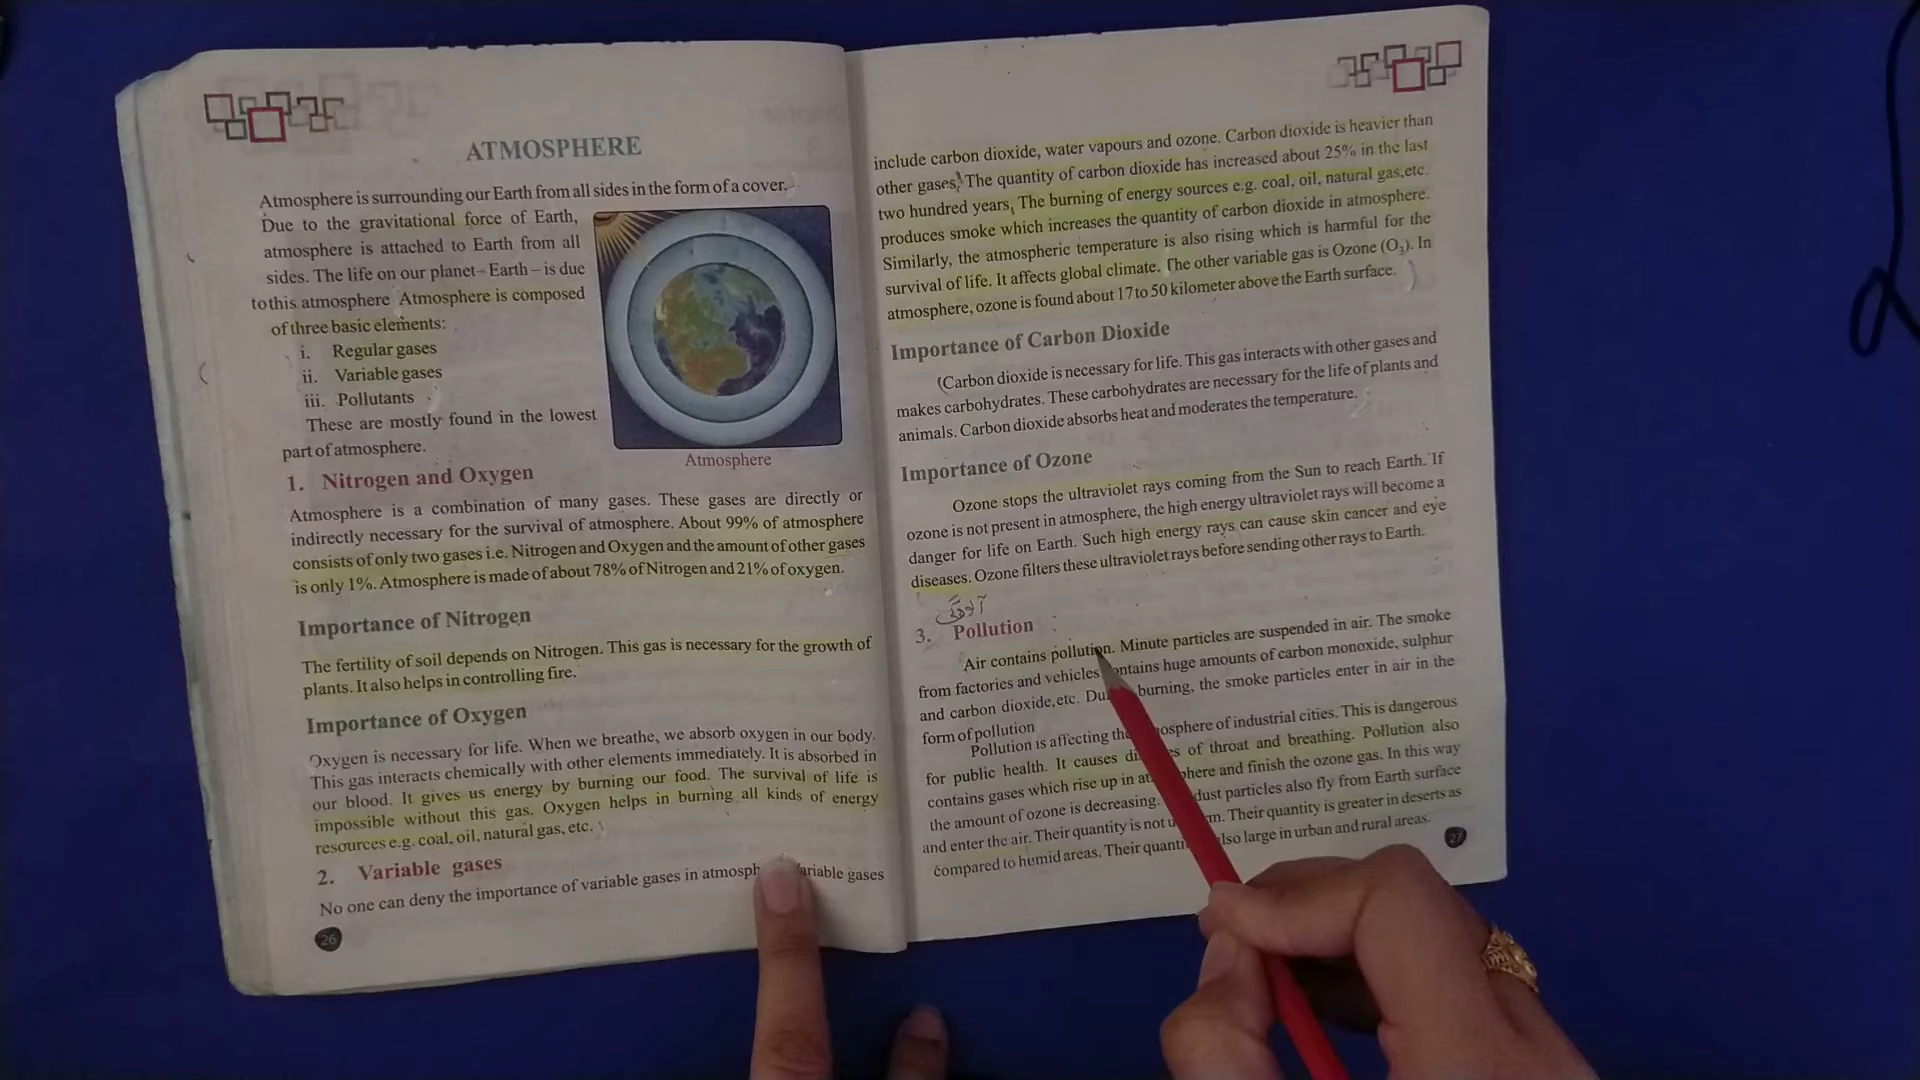 ATMOSPHERE
Atmosphere is surrounding our Earth from all sides in the form of a cover.
Due to the gravitational force of Earth,
atmosphere is attached to Earth from all
sides. The life on our planet – Earth – is due
to this atmosphere Atmosphere is composed
of three basic elements:
i. Regular gases
ii. Variable gases
iii. Pollutants
These are mostly found in the lowest
part of atmosphere.
Atmosphere
1. Nitrogen and Oxygen
Atmosphere is a combination of many gases. These gases are directly or
indirectly necessary for the survival of atmosphere. About 99% of atmosphere
consists of only two gases i.e. Nitrogen and Oxygen and the amount of other gases
is only 1%. Atmosphere is made of about 78% of Nitrogen and 21% of oxygen.
Importance of Nitrogen
The fertility of soil depends on Nitrogen. This gas is necessary for the growth of
plants. It also helps in controlling fire.
Importance of Oxygen
Oxygen is necessary for life. When we breathe, we absorb oxygen in our body.
This gas interacts chemically with other elements immediately. It is absorbed in
our blood. It gives us energy by burning our food. The survival of life is
impossible without this gas. Oxygen helps in burning all kinds of energy
resources e.g. coal, oil, natural gas, etc.
2. Variable gases
No one can deny the importance of variable gases in atmosph ariable gases
26
include carbon dioxide, water vapours and ozone. Carbon dioxide is heavier than
other gases. The quantity of carbon dioxide has increased about 25% in the last
two hundred years. The burning of energy sources e.g. coal, oil, natural gas,etc.
produces smoke which increases the quantity of carbon dioxide in atmosphere.
Similarly, the atmospheric temperature is also rising which is harmful for the
survival of life. It affects global climate. The other variable gas is Ozone (O₃). In
atmosphere, ozone is found about 17 to 50 kilometer above the Earth surface.
Importance of Carbon Dioxide
(Carbon dioxide is necessary for life. This gas interacts with other gases and
makes carbohydrates. These carbohydrates are necessary for the life of plants and
animals. Carbon dioxide absorbs heat and moderates the temperature.
Importance of Ozone
Ozone stops the ultraviolet rays coming from the Sun to reach Earth. If
ozone is not present in atmosphere, the high energy ultraviolet rays will become a
danger for life on Earth. Such high energy rays can cause skin cancer and eye
diseases. Ozone filters these ultraviolet rays before sending other rays to Earth.
آلودگی
3. Pollution
Air contains pollution. Minute particles are suspended in air. The smoke
from factories and vehicles contains huge amounts of carbon monoxide, sulphur
and carbon dioxide,etc. Du burning, the smoke particles enter in air in the
form of pollution
Pollution is affecting the osphere of industrial cities. This is dangerous
for public health. It causes di s of throat and breathing. Pollution also
contains gases which rise up in at phere and finish the ozone gas. In this way
the amount of ozone is decreasing. dust particles also fly from Earth surface
and enter the air. Their quantity is not u m. Their quantity is greater in deserts as
compared to humid areas. Their quanti also large in urban and rural areas.
27